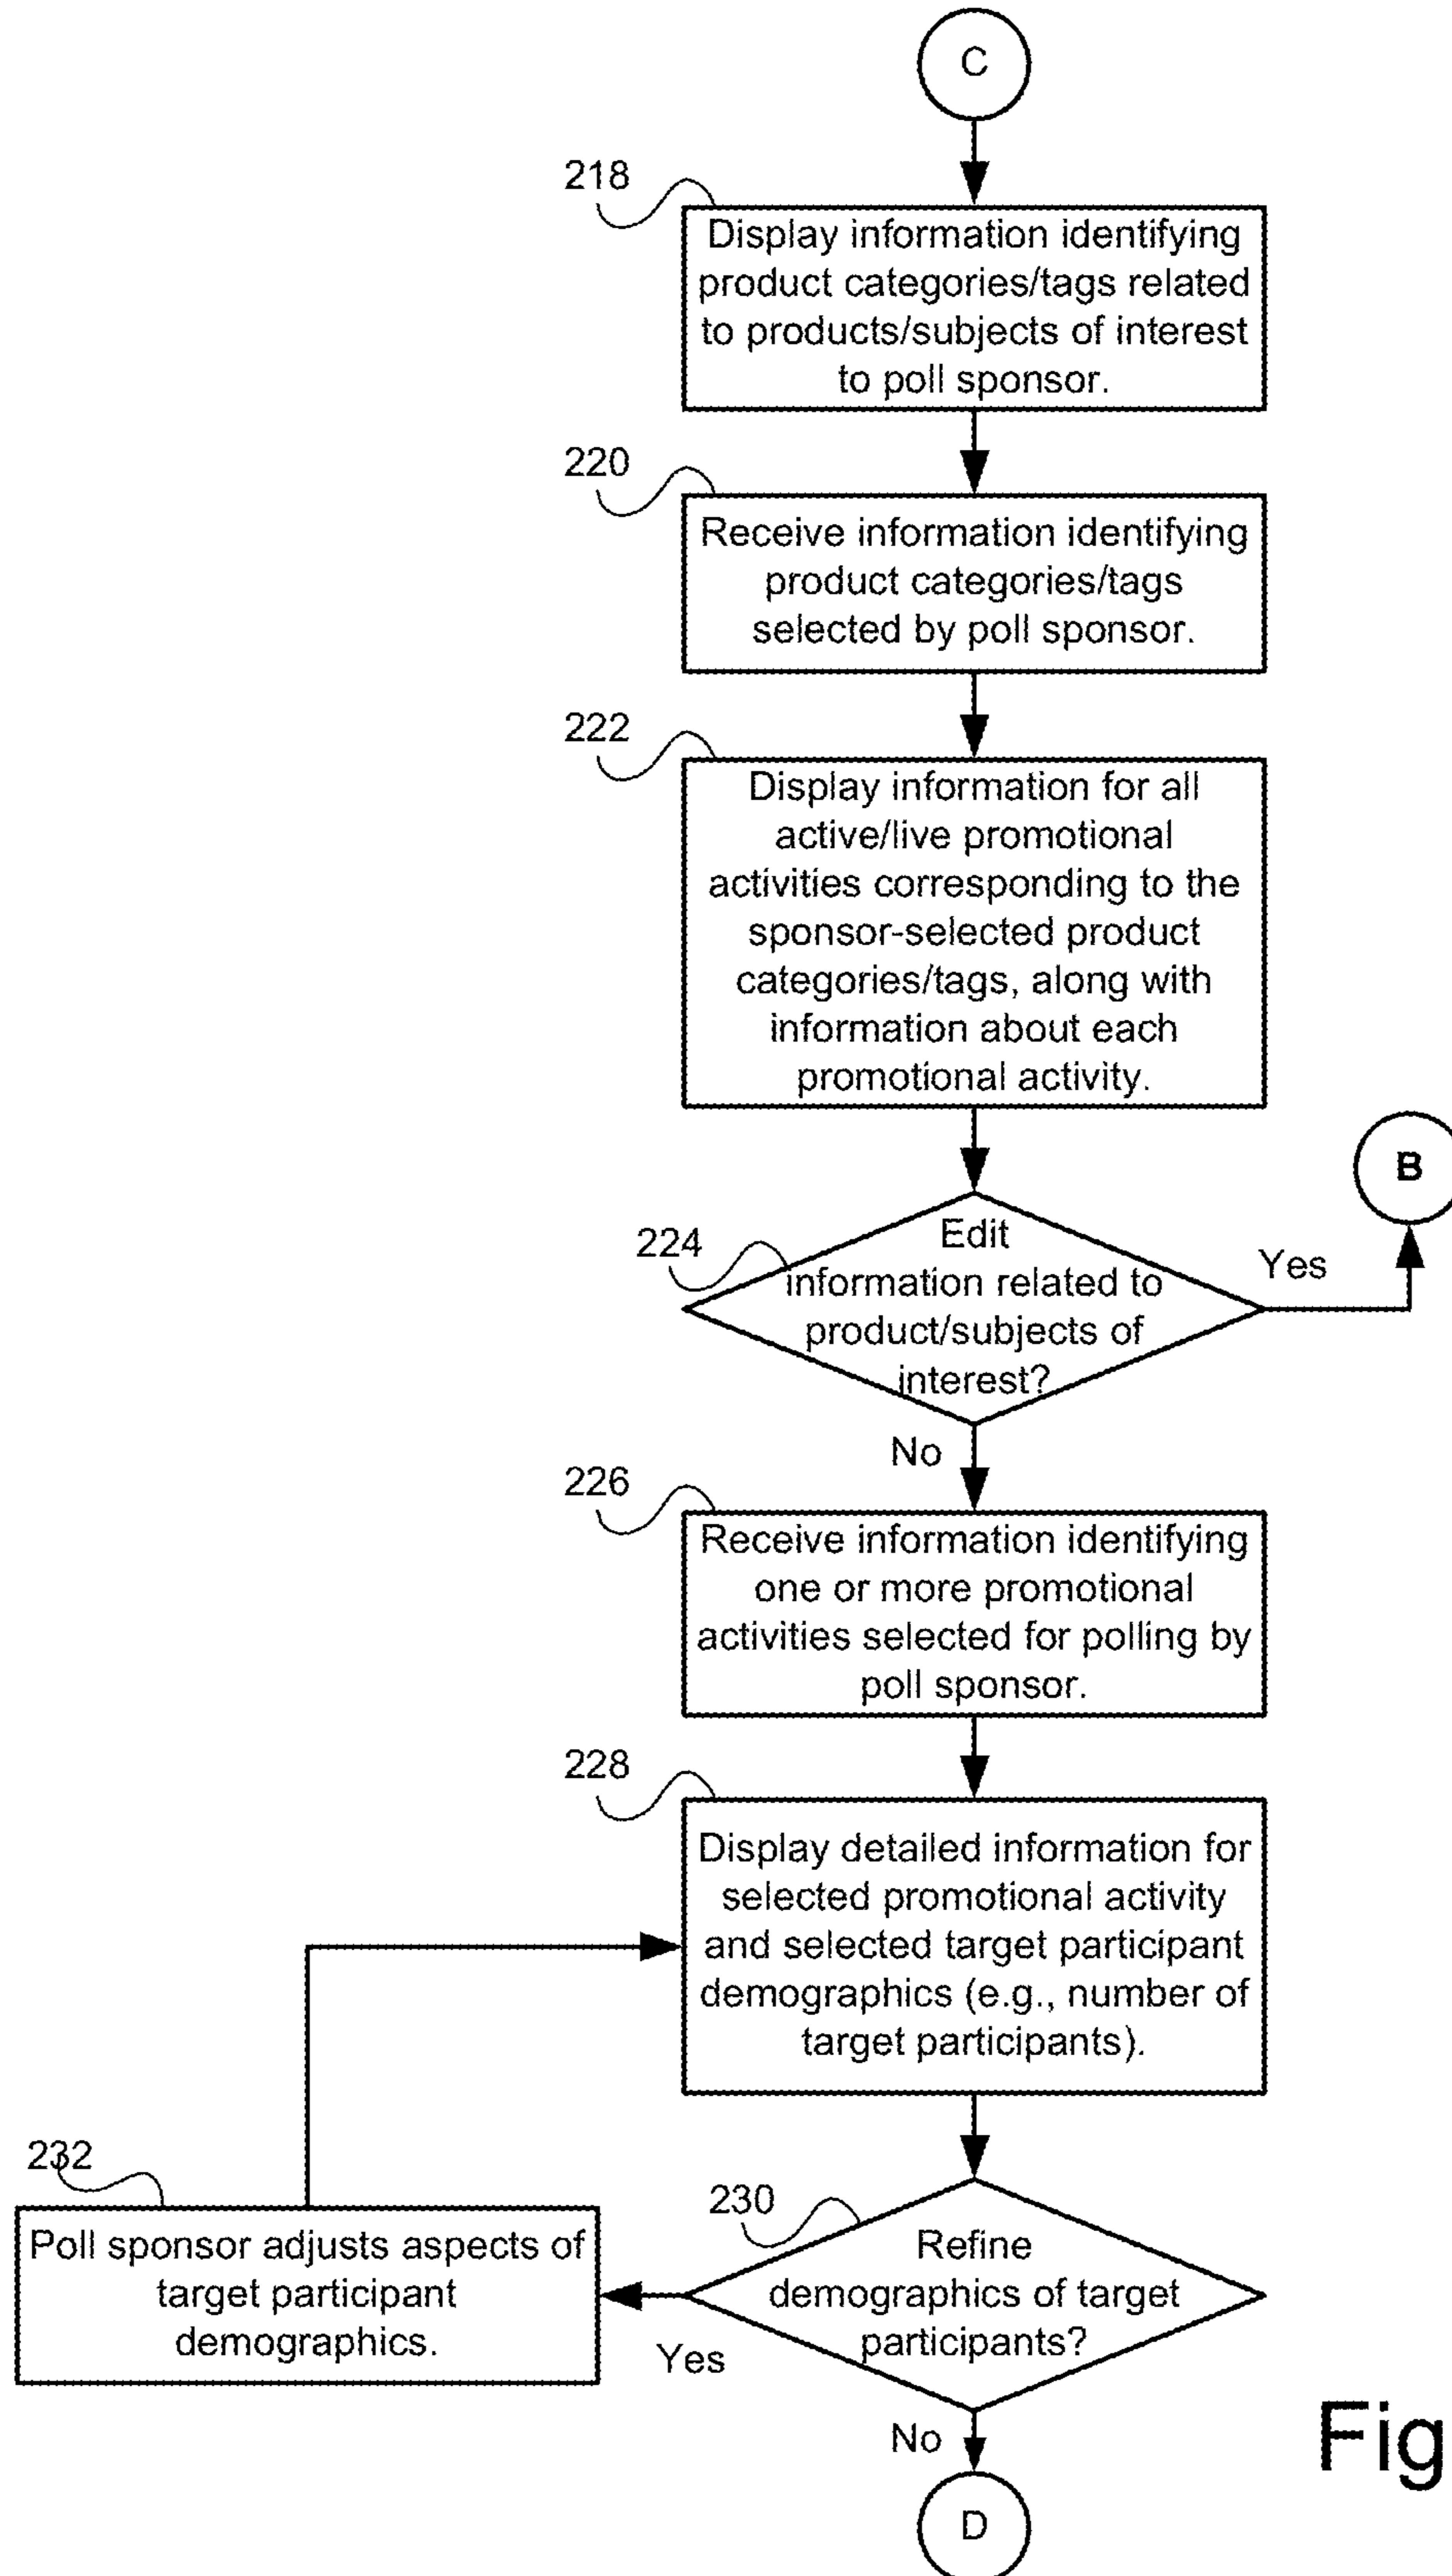 C
218
Display information identifying
product categories/tags related
to products/subjects of interest
to poll sponsor.
220
Receive information identifying
product categories/tags
selected by poll sponsor.
222
Display information for all
active/live promotional
activities corresponding to the
sponsor-selected product
categories/tags, along with
information about each
promotional activity.
B
224
Edit
information related to
product/subjects of
interest?
Yes
No
226
Receive information identifying
one or more promotional
activities selected for polling by
poll sponsor.
228
Display detailed information for
selected promotional activity
and selected target participant
demographics (e.g., number of
target participants).
232
Poll sponsor adjusts aspects of
target participant
demographics.
230
Refine
demographics of target
participants?
Yes
No
Fig
D